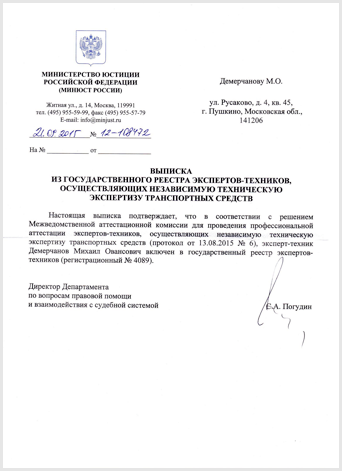 МИНИСТЕРСТВО ЮСТИЦИИ
РОССИЙСКОЙ ФЕДЕРАЦИИ
(МИНЮСТ РОССИИ)
Житная ул., д. 14, Москва, 119991
тел. (495) 955-59-99, факс (495) 955-57-79
E-mail: info@minjust.ru
21.09.2015 № 12-108472
На № от
Демерчанову М.О.
ул. Русаково, д. 4, кв. 45,
г. Пушкино, Московская обл.,
141206
ВЫПИСКА
ИЗ ГОСУДАРСТВЕННОГО РЕЕСТРА ЭКСПЕРТОВ-ТЕХНИКОВ,
ОСУЩЕСТВЛЯЮЩИХ НЕЗАВИСИМУЮ ТЕХНИЧЕСКУЮ
ЭКСПЕРТИЗУ ТРАНСПОРТНЫХ СРЕДСТВ
Настоящая выписка подтверждает, что в соответствии с решением
Межведомственной аттестационной комиссии для проведения профессиональной
аттестации экспертов-техников, осуществляющих независимую техническую
экспертизу транспортных средств (протокол от 13.08.2015 № 6), эксперт-техник
Демерчанов Михаил Овансович включен в государственный реестр экспертов-
техников (регистрационный № 4089).
Директор Департамента
по вопросам правовой помощи
и взаимодействия с судебной системой
Е.А. Погудин